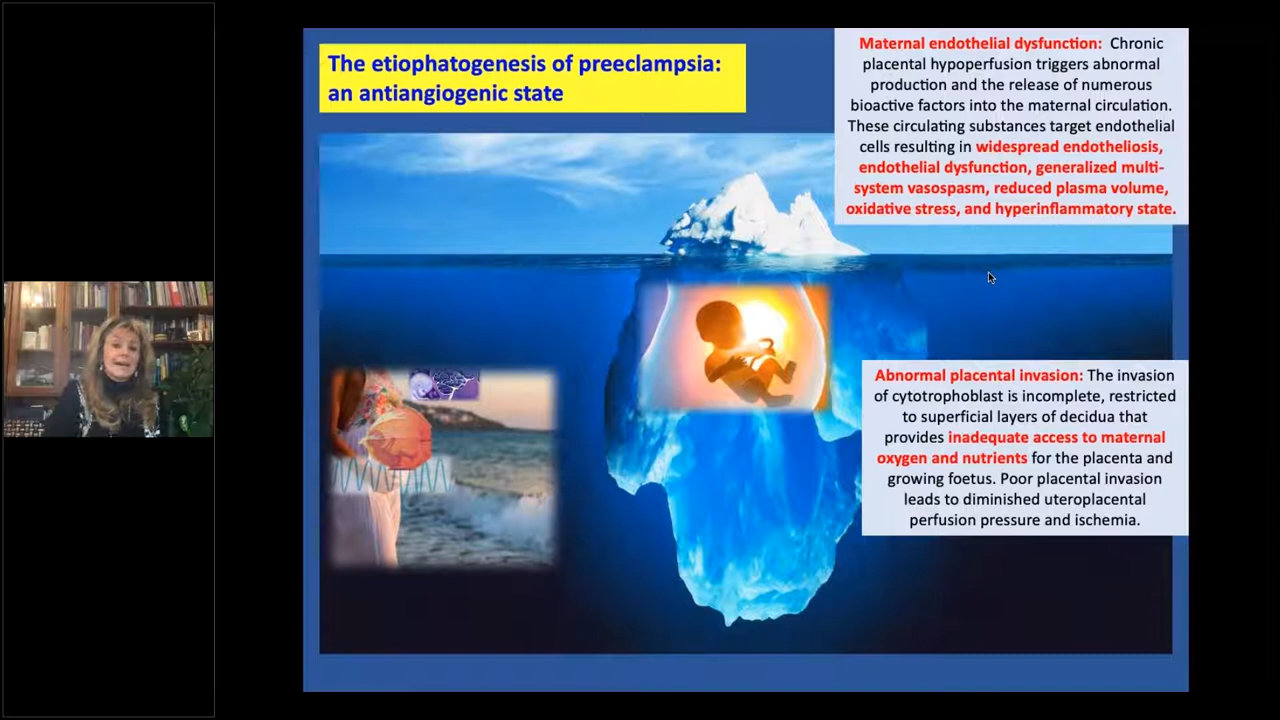 The etiophatogenesis of preeclampsia:
an antiangiogenic state
Maternal endothelial dysfunction: Chronic
placental hypoperfusion triggers abnormal
production and the release of numerous
bioactive factors into the maternal circulation.
These circulating substances target endothelial
cells resulting in widespread endotheliosis,
endothelial dysfunction, generalized multi-
system vasospasm, reduced plasma volume,
oxidative stress, and hyperinflammatory state.
Abnormal placental invasion: The invasion
of cytotrophoblast is incomplete, restricted
to superficial layers of decidua that
provides inadequate access to maternal
oxygen and nutrients for the placenta and
growing foetus. Poor placental invasion
leads to diminished uteroplacental
perfusion pressure and ischemia.